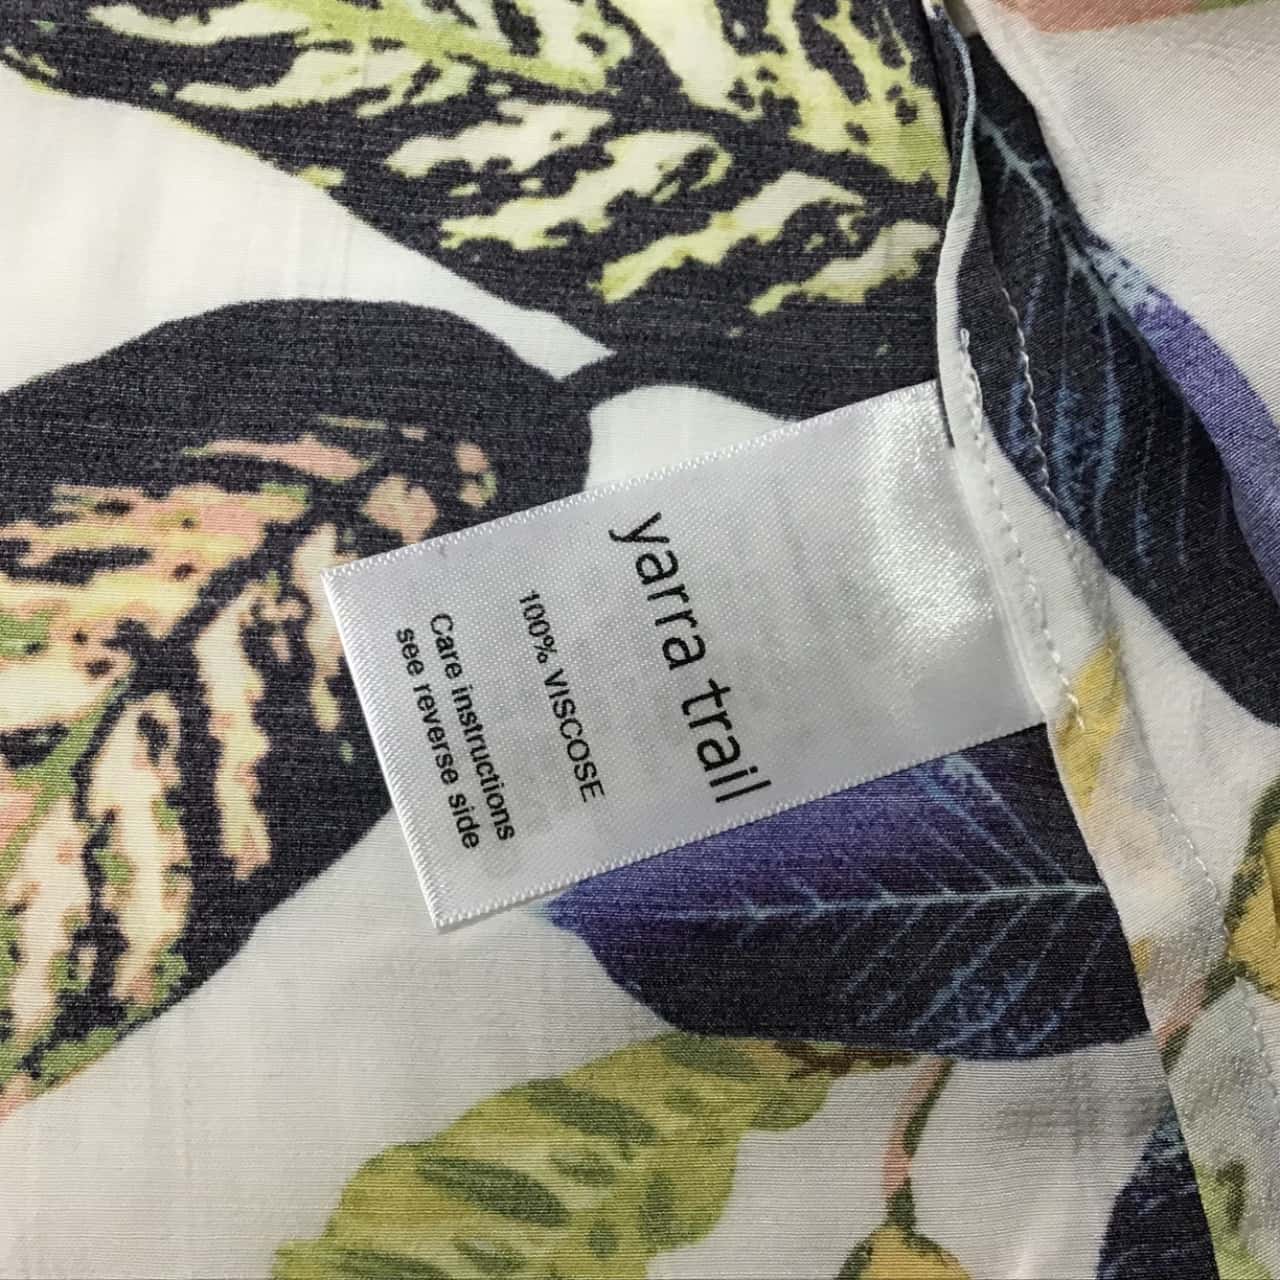 yarra trail
100% VISCOSE
Care instructions
see reverse side